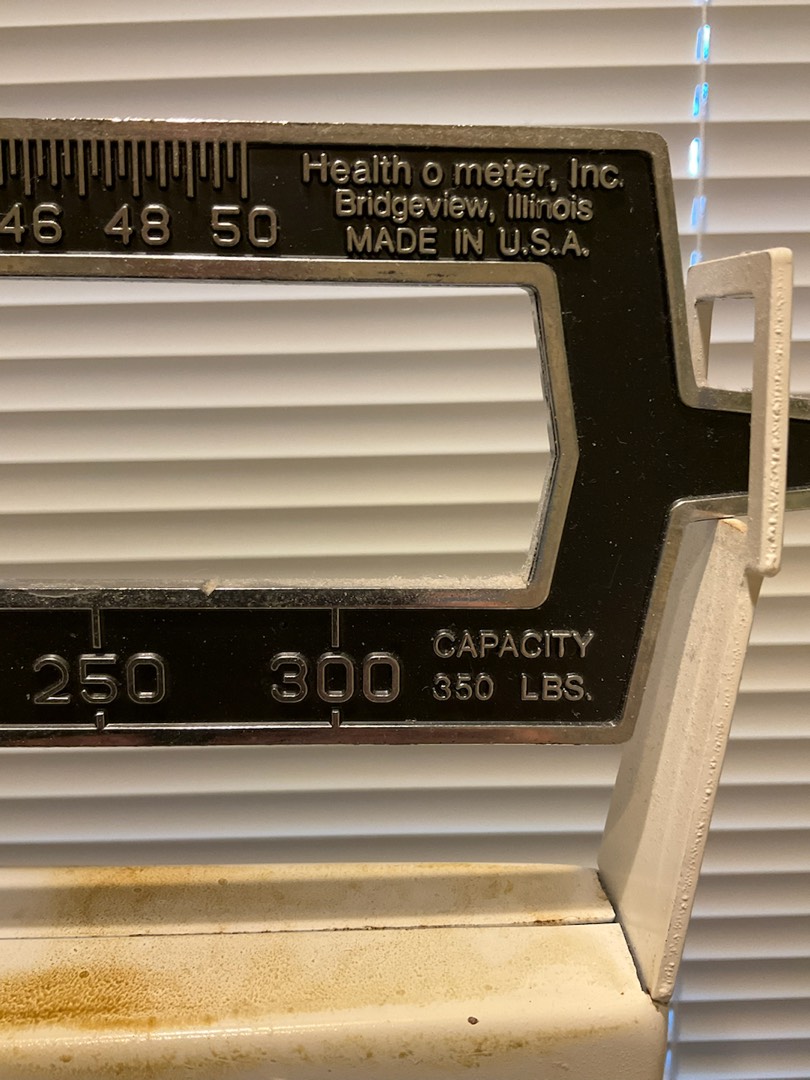 Health o meter, Inc.
Bridgeview, Illinois
MADE IN U.S.A.
46 48 50
CAPACITY
350 LBS.
250 300